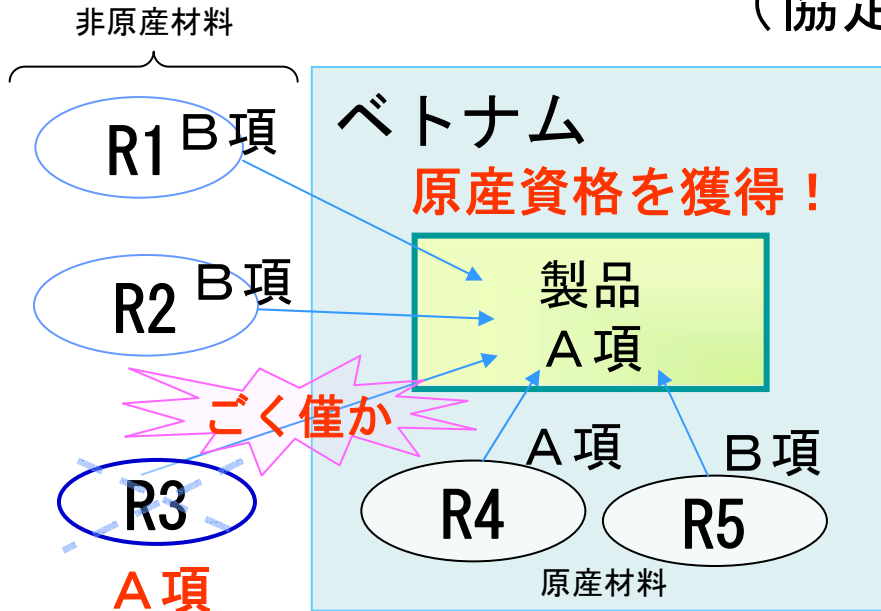 （協定
非原産材料
R1 Ｂ項
ベトナム
原産資格を獲得！
R2 Ｂ項
製品
Ａ項
ごく僅か
R3
Ａ項
Ａ項
R4
Ｂ項
R5
原産材料